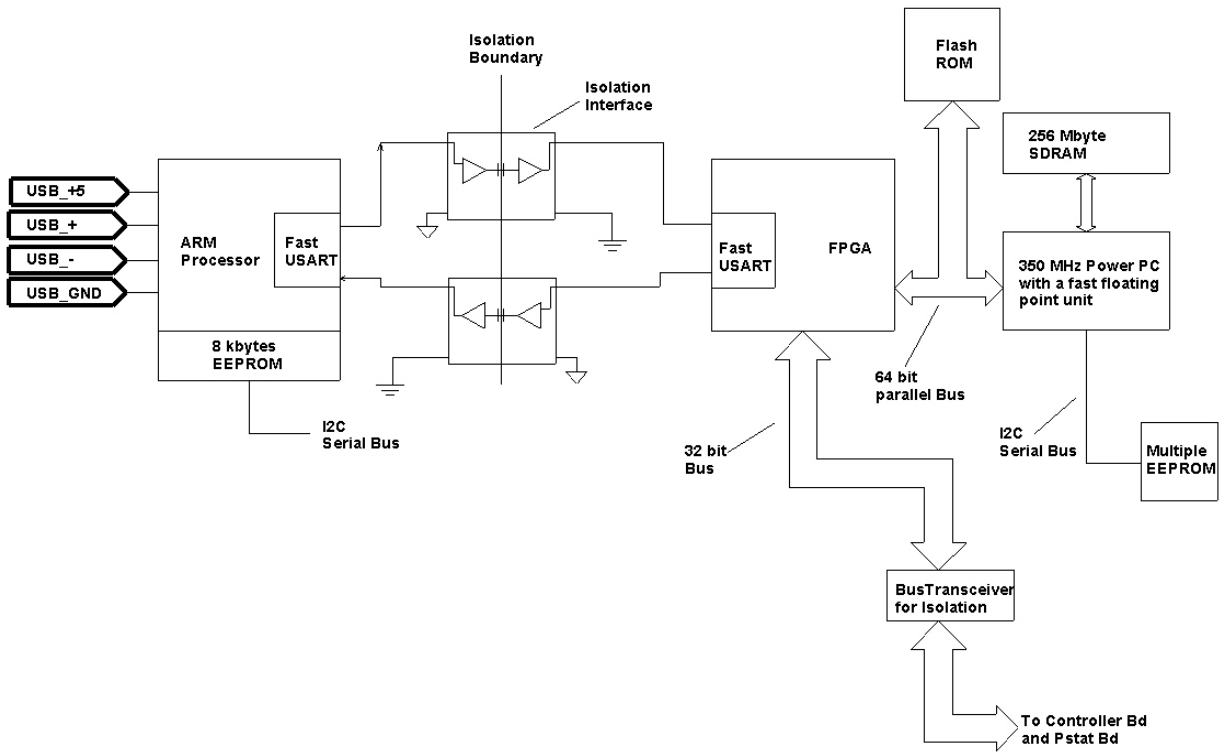 Isolation
Boundary
Isolation
Interface
Flash
ROM
256 Mbyte
SDRAM
USB_+5
USB_+
USB_-
USB_GND
ARM
Processor
Fast
USART
8 kbytes
EEPROM
I2C
Serial Bus
Fast
USART
FPGA
350 MHz Power PC
with a fast floating
point unit
64 bit
parallel Bus
32 bit
Bus
I2C
Serial Bus
Multiple
EEPROM
BusTransceiver
for Isolation
To Controller Bd
and Pstat Bd